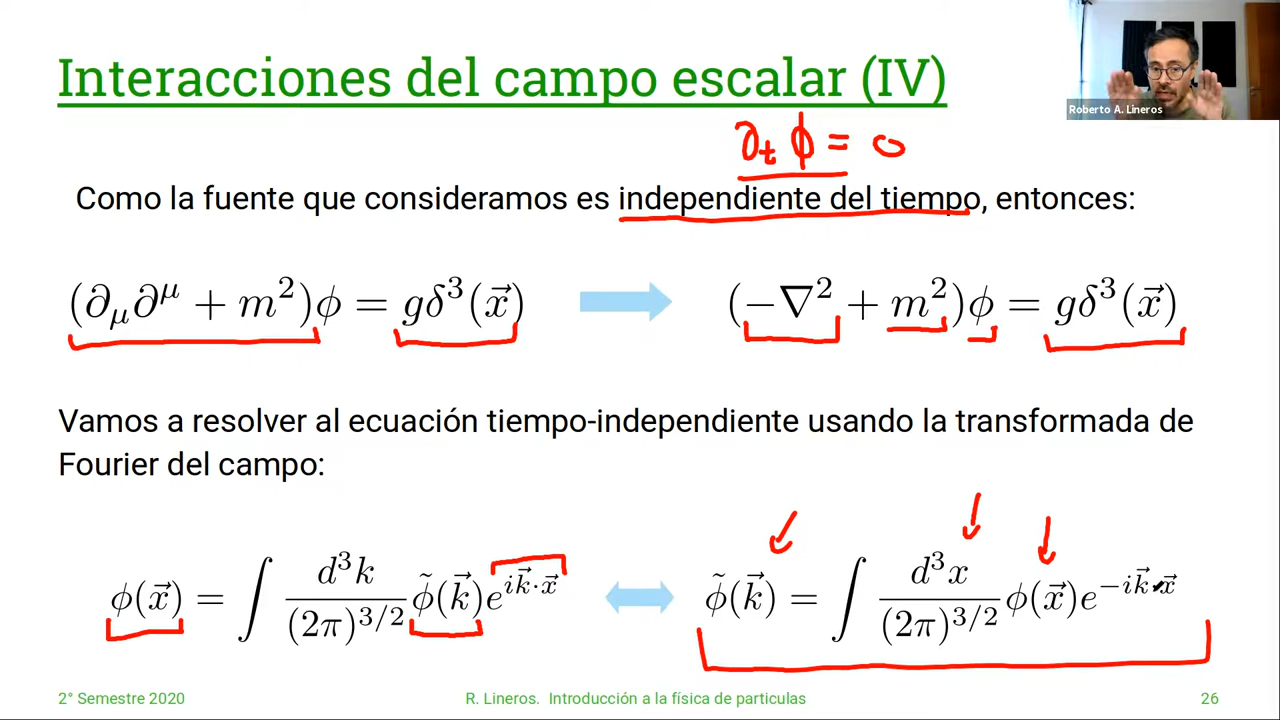 Interacciones del campo escalar (IV)
Roberto A. Lineros
∂ₜ ϕ = 0
Como la fuente que consideramos es independiente del tiempo, entonces:
(∂_μ∂^μ + m²)ϕ = gδ³(x⃗) (−∇² + m²)ϕ = gδ³(x⃗)
Vamos a resolver al ecuación tiempo-independiente usando la transformada de
Fourier del campo:
ϕ(x⃗) = ∫ d³k/(2π)^{3/2} ϕ̃(k⃗)e^{ik⃗·x⃗} ϕ̃(k⃗) = ∫ d³x/(2π)^{3/2} ϕ(x⃗)e^{−ik⃗·x⃗}
2° Semestre 2020 R. Lineros. Introducción a la física de particulas 26